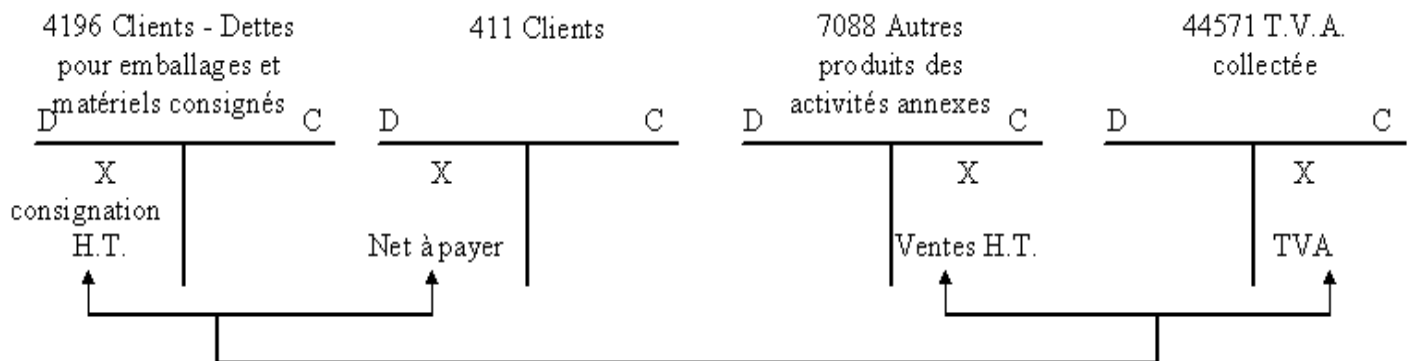 4196 Clients - Dettes
pour emballages et
matériels consignés
D C
X
consignation
H.T.
411 Clients
D C
X
Net à payer
7088 Autres
produits des
activités annexes
D C
X
Ventes H.T.
44571 T.V.A.
collectée
D C
X
TVA